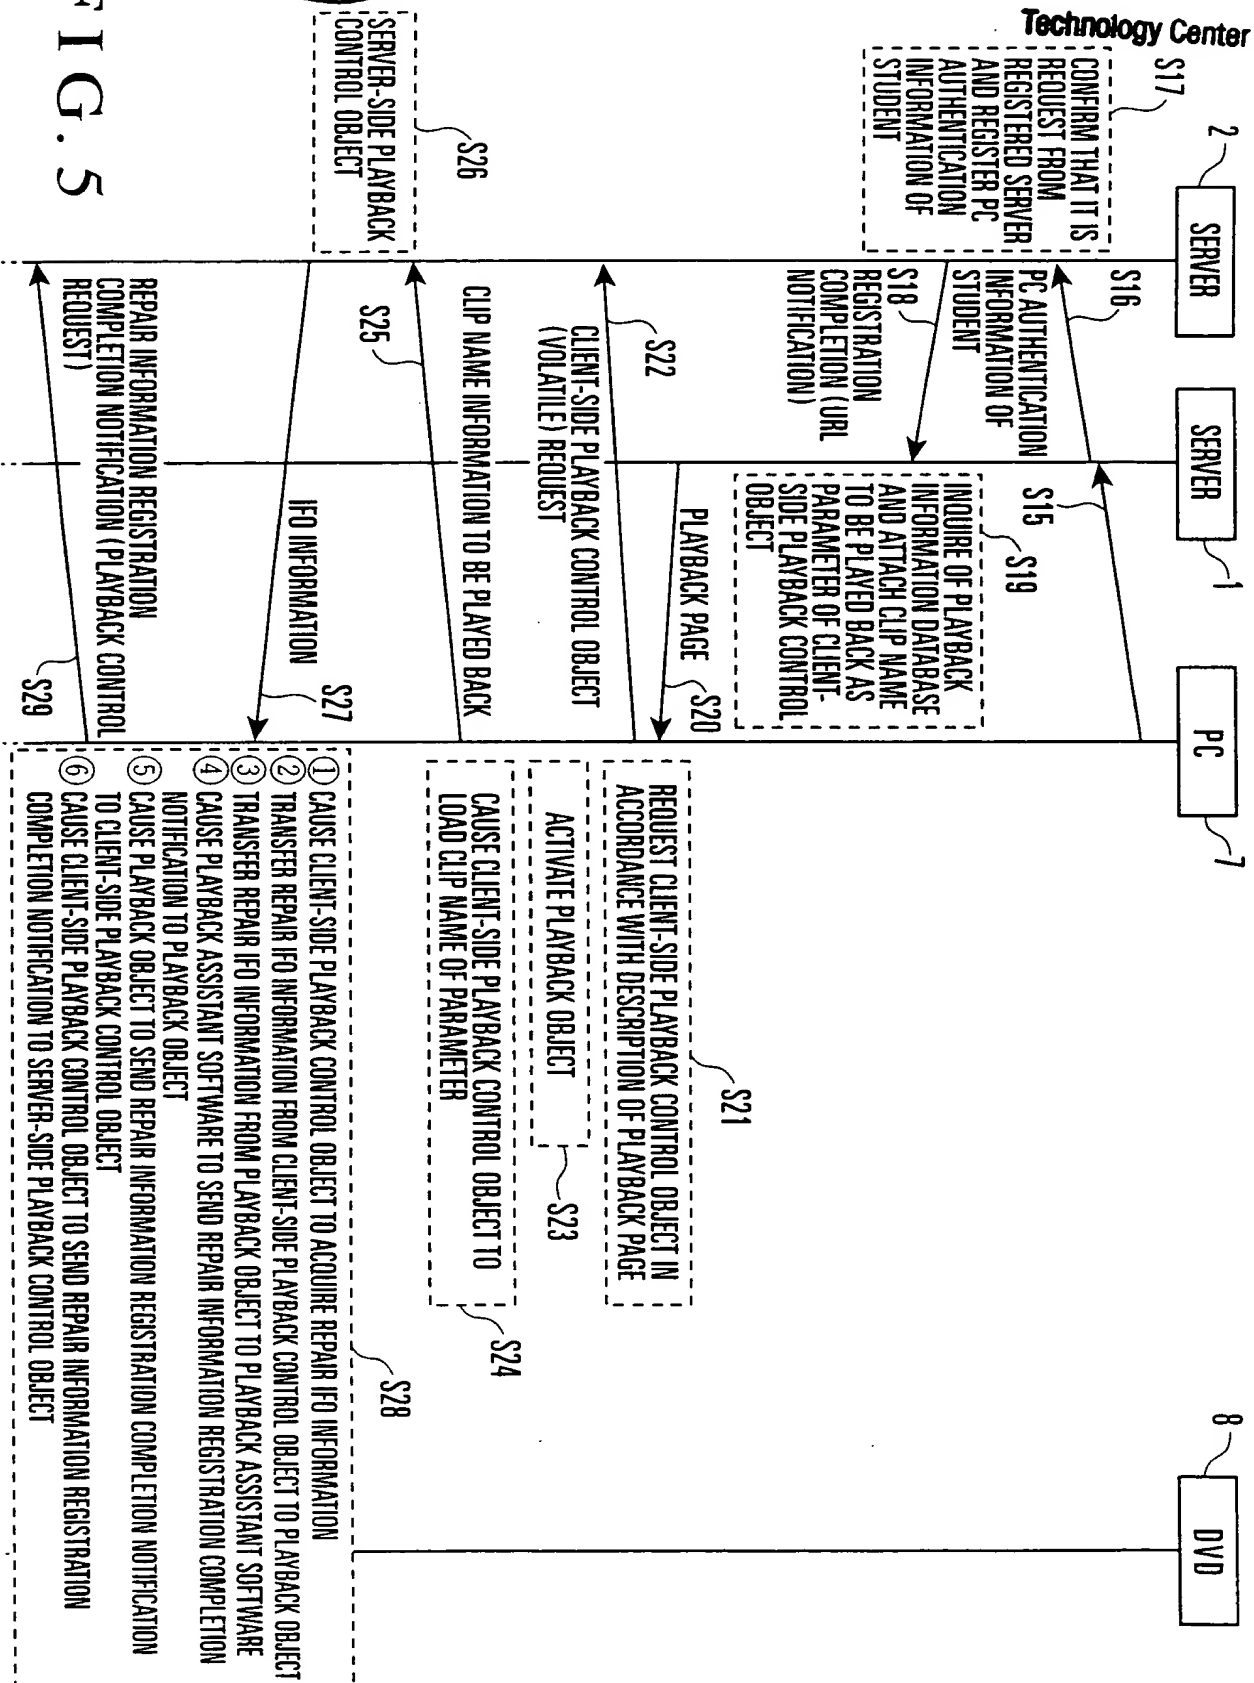 Technology Center
FIG. 5
2
SERVER
SERVER
1
PC
7
8
DVD
S15
S16
PC AUTHENTICATION
INFORMATION OF
STUDENT
S17
CONFIRM THAT IT IS
REQUEST FROM
REGISTERED SERVER
AND REGISTER PC
AUTHENTICATION
INFORMATION OF
STUDENT
S18
REGISTRATION
COMPLETION (URL
NOTIFICATION)
S19
INQUIRE OF PLAYBACK
INFORMATION DATABASE
AND ATTACH CLIP NAME
TO BE PLAYED BACK AS
PARAMETER OF CLIENT-
SIDE PLAYBACK CONTROL
OBJECT
PLAYBACK PAGE
S20
S21
REQUEST CLIENT-SIDE PLAYBACK CONTROL OBJECT IN
ACCORDANCE WITH DESCRIPTION OF PLAYBACK PAGE
S22
CLIENT-SIDE PLAYBACK CONTROL OBJECT
(VOLATILE) REQUEST
ACTIVATE PLAYBACK OBJECT
S23
CAUSE CLIENT-SIDE PLAYBACK CONTROL OBJECT TO
LOAD CLIP NAME OF PARAMETER
S24
CLIP NAME INFORMATION TO BE PLAYED BACK
S25
S26
SERVER-SIDE PLAYBACK
CONTROL OBJECT
IFO INFORMATION
S27
S28
① CAUSE CLIENT-SIDE PLAYBACK CONTROL OBJECT TO ACQUIRE REPAIR IFO INFORMATION
② TRANSFER REPAIR IFO INFORMATION FROM CLIENT-SIDE PLAYBACK CONTROL OBJECT TO PLAYBACK OBJECT
③ TRANSFER REPAIR IFO INFORMATION FROM PLAYBACK OBJECT TO PLAYBACK ASSISTANT SOFTWARE
④ CAUSE PLAYBACK ASSISTANT SOFTWARE TO SEND REPAIR INFORMATION REGISTRATION COMPLETION
NOTIFICATION TO PLAYBACK OBJECT
⑤ CAUSE PLAYBACK OBJECT TO SEND REPAIR INFORMATION REGISTRATION COMPLETION NOTIFICATION
TO CLIENT-SIDE PLAYBACK CONTROL OBJECT
⑥ CAUSE CLIENT-SIDE PLAYBACK CONTROL OBJECT TO SEND REPAIR INFORMATION REGISTRATION
COMPLETION NOTIFICATION TO SERVER-SIDE PLAYBACK CONTROL OBJECT
REPAIR INFORMATION REGISTRATION
COMPLETION NOTIFICATION (PLAYBACK CONTROL
REQUEST)
S29